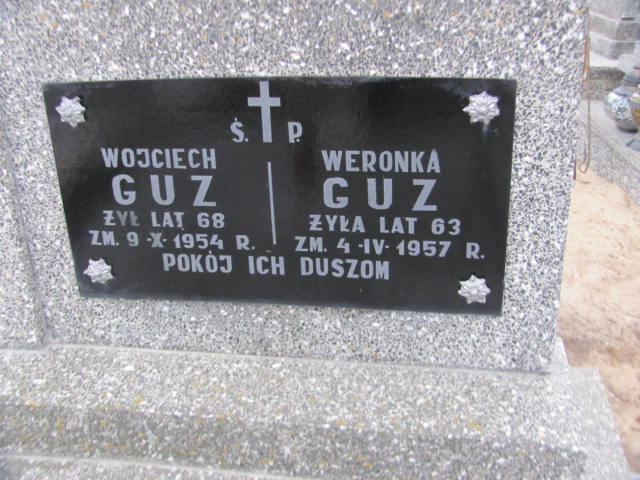 Ś. P.
WOJCIECH
GUZ
ŻYŁ LAT 68
ZM. 9-X-1954 R.
WERONKA
GUZ
ŻYŁA LAT 63
ZM. 4-IV-1957 R.
POKÓJ ICH DUSZOM